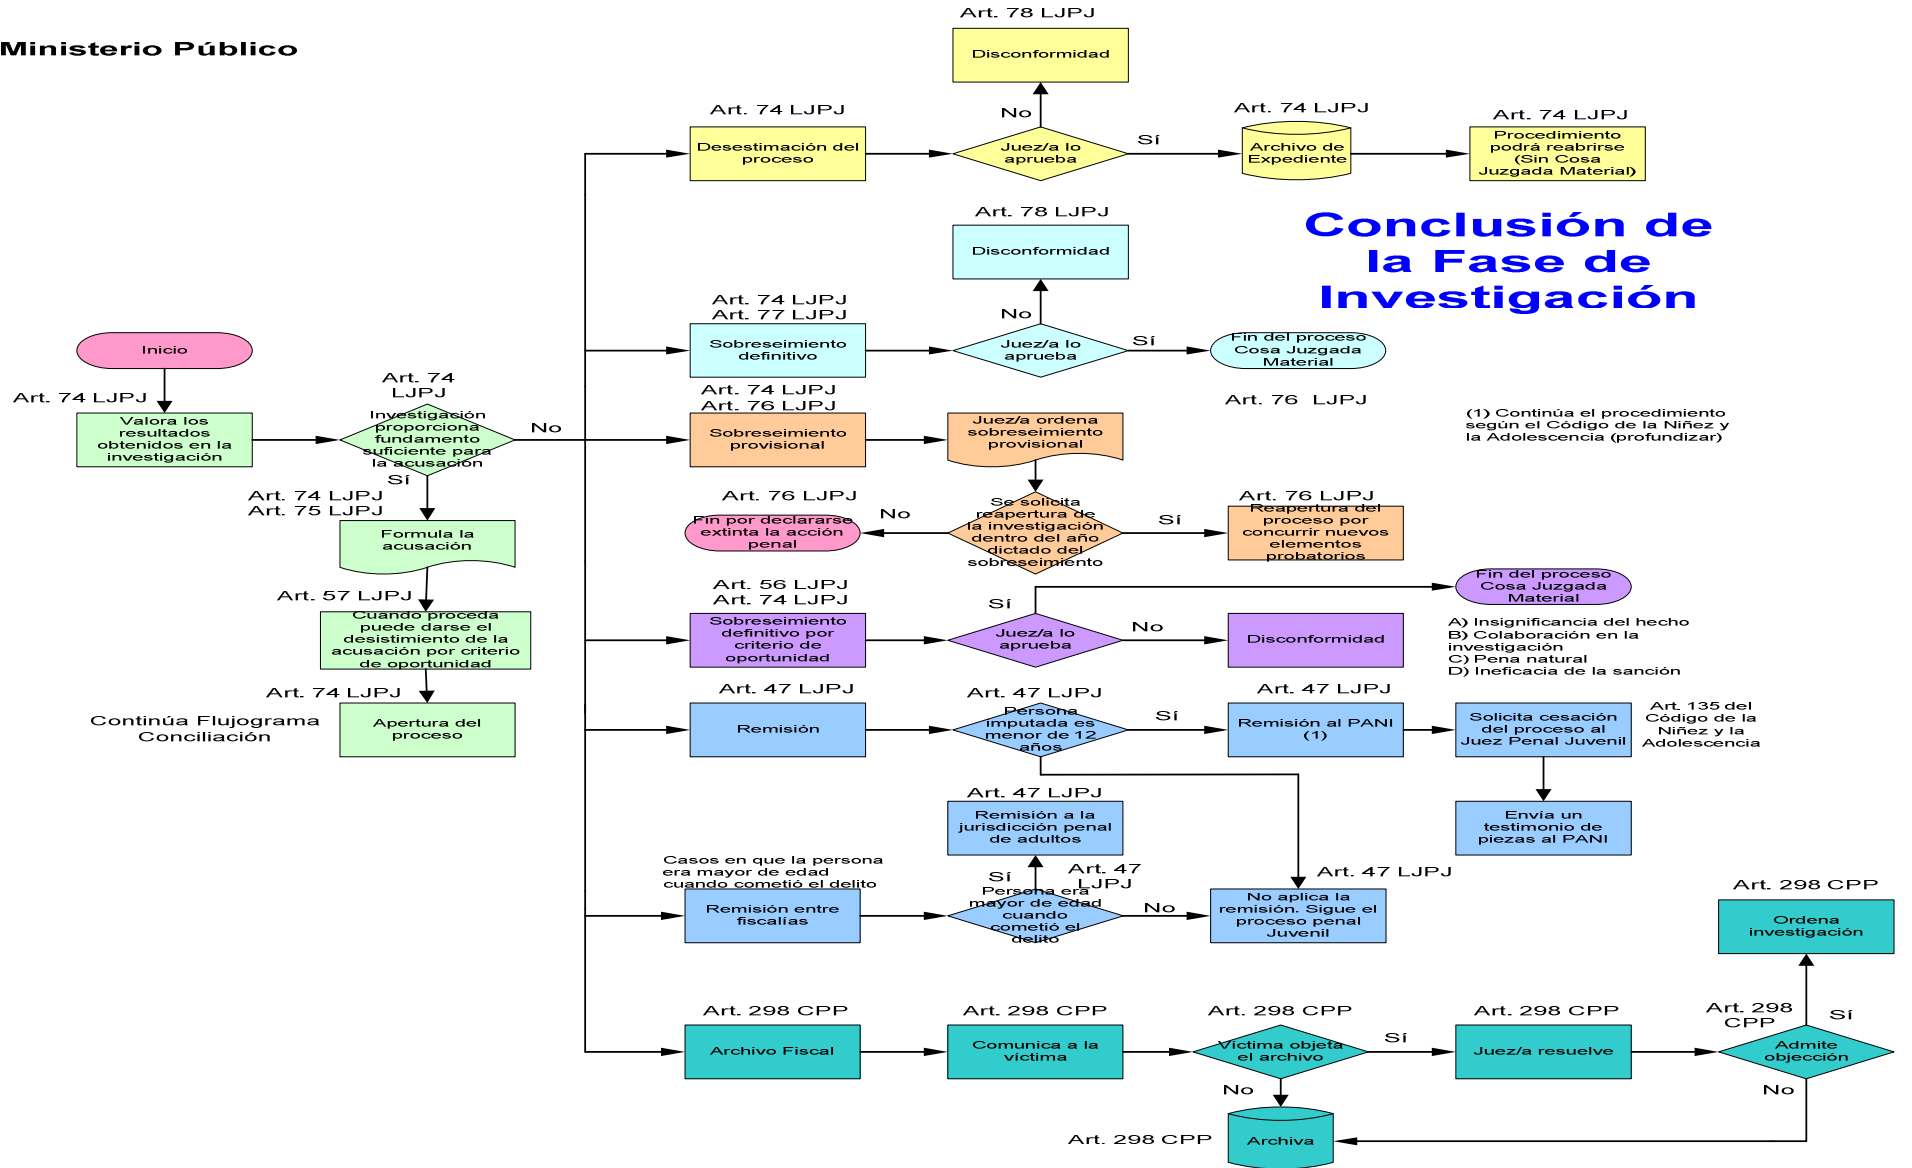 Ministerio Público
Art. 78 LJPJ
Disconformidad
No
Art. 74 LJPJ
Desestimación del
proceso
Juez/a lo
aprueba
Sí
Art. 74 LJPJ
Archivo de
Expediente
Art. 74 LJPJ
Procedimiento
podrá reabrirse
(Sin Cosa
Juzgada Material)
Conclusión de
la Fase de
Investigación
Art. 78 LJPJ
Disconformidad
No
Art. 74 LJPJ
Art. 77 LJPJ
Sobreseimiento
definitivo
Juez/a lo
aprueba
Sí
Fin del proceso
Cosa Juzgada
Material
Inicio
Art. 74 LJPJ
Valora los
resultados
obtenidos en la
investigación
Art. 74
LJPJ
Investigación
proporciona
fundamento
suficiente para
la acusación
No
Sí
Art. 74 LJPJ
Art. 76 LJPJ
Sobreseimiento
provisional
Juez/a ordena
sobreseimiento
provisional
Art. 76 LJPJ
(1) Continúa el procedimiento
según el Código de la Niñez y
la Adolescencia (profundizar)
Art. 74 LJPJ
Art. 75 LJPJ
Formula la
acusación
Art. 76 LJPJ
Fin por declararse
extinta la acción
penal
No
Se solicita
reapertura de
la investigación
dentro del año
dictado del
sobreseimiento
Sí
Art. 76 LJPJ
Reapertura del
proceso por
concurrir nuevos
elementos
probatorios
Art. 57 LJPJ
Cuando proceda
puede darse el
desistimiento de la
acusación por criterio
de oportunidad
Art. 56 LJPJ
Art. 74 LJPJ
Sobreseimiento
definitivo por
criterio de
oportunidad
Sí
Juez/a lo
aprueba
No
Disconformidad
Fin del proceso
Cosa Juzgada
Material
A) Insignificancia del hecho
B) Colaboración en la
investigación
C) Pena natural
D) Ineficacia de la sanción
Art. 74 LJPJ
Continúa Flujograma
Conciliación
Apertura del
proceso
Art. 47 LJPJ
Remisión
Art. 47 LJPJ
Persona
imputada es
menor de 12
años
Sí
Art. 47 LJPJ
Remisión al PANI
(1)
Solicita cesación
del proceso al
Juez Penal Juvenil
Art. 135 del
Código de la
Niñez y la
Adolescencia
Envía un
testimonio de
piezas al PANI
Art. 47 LJPJ
Remisión a la
jurisdicción penal
de adultos
Casos en que la persona
era mayor de edad
cuando cometió el delito
Remisión entre
fiscalías
Sí
Art. 47
LJPJ
Persona era
mayor de edad
cuando
cometió el
delito
No
Art. 47 LJPJ
No aplica la
remisión. Sigue el
proceso penal
Juvenil
Art. 298 CPP
Ordena
investigación
Art. 298 CPP
Archivo Fiscal
Art. 298 CPP
Comunica a la
víctima
Art. 298 CPP
Víctima objeta
el archivo
Sí
Art. 298 CPP
Juez/a resuelve
Art. 298
CPP
Sí
Admite
objección
No
No
Art. 298 CPP
Archiva